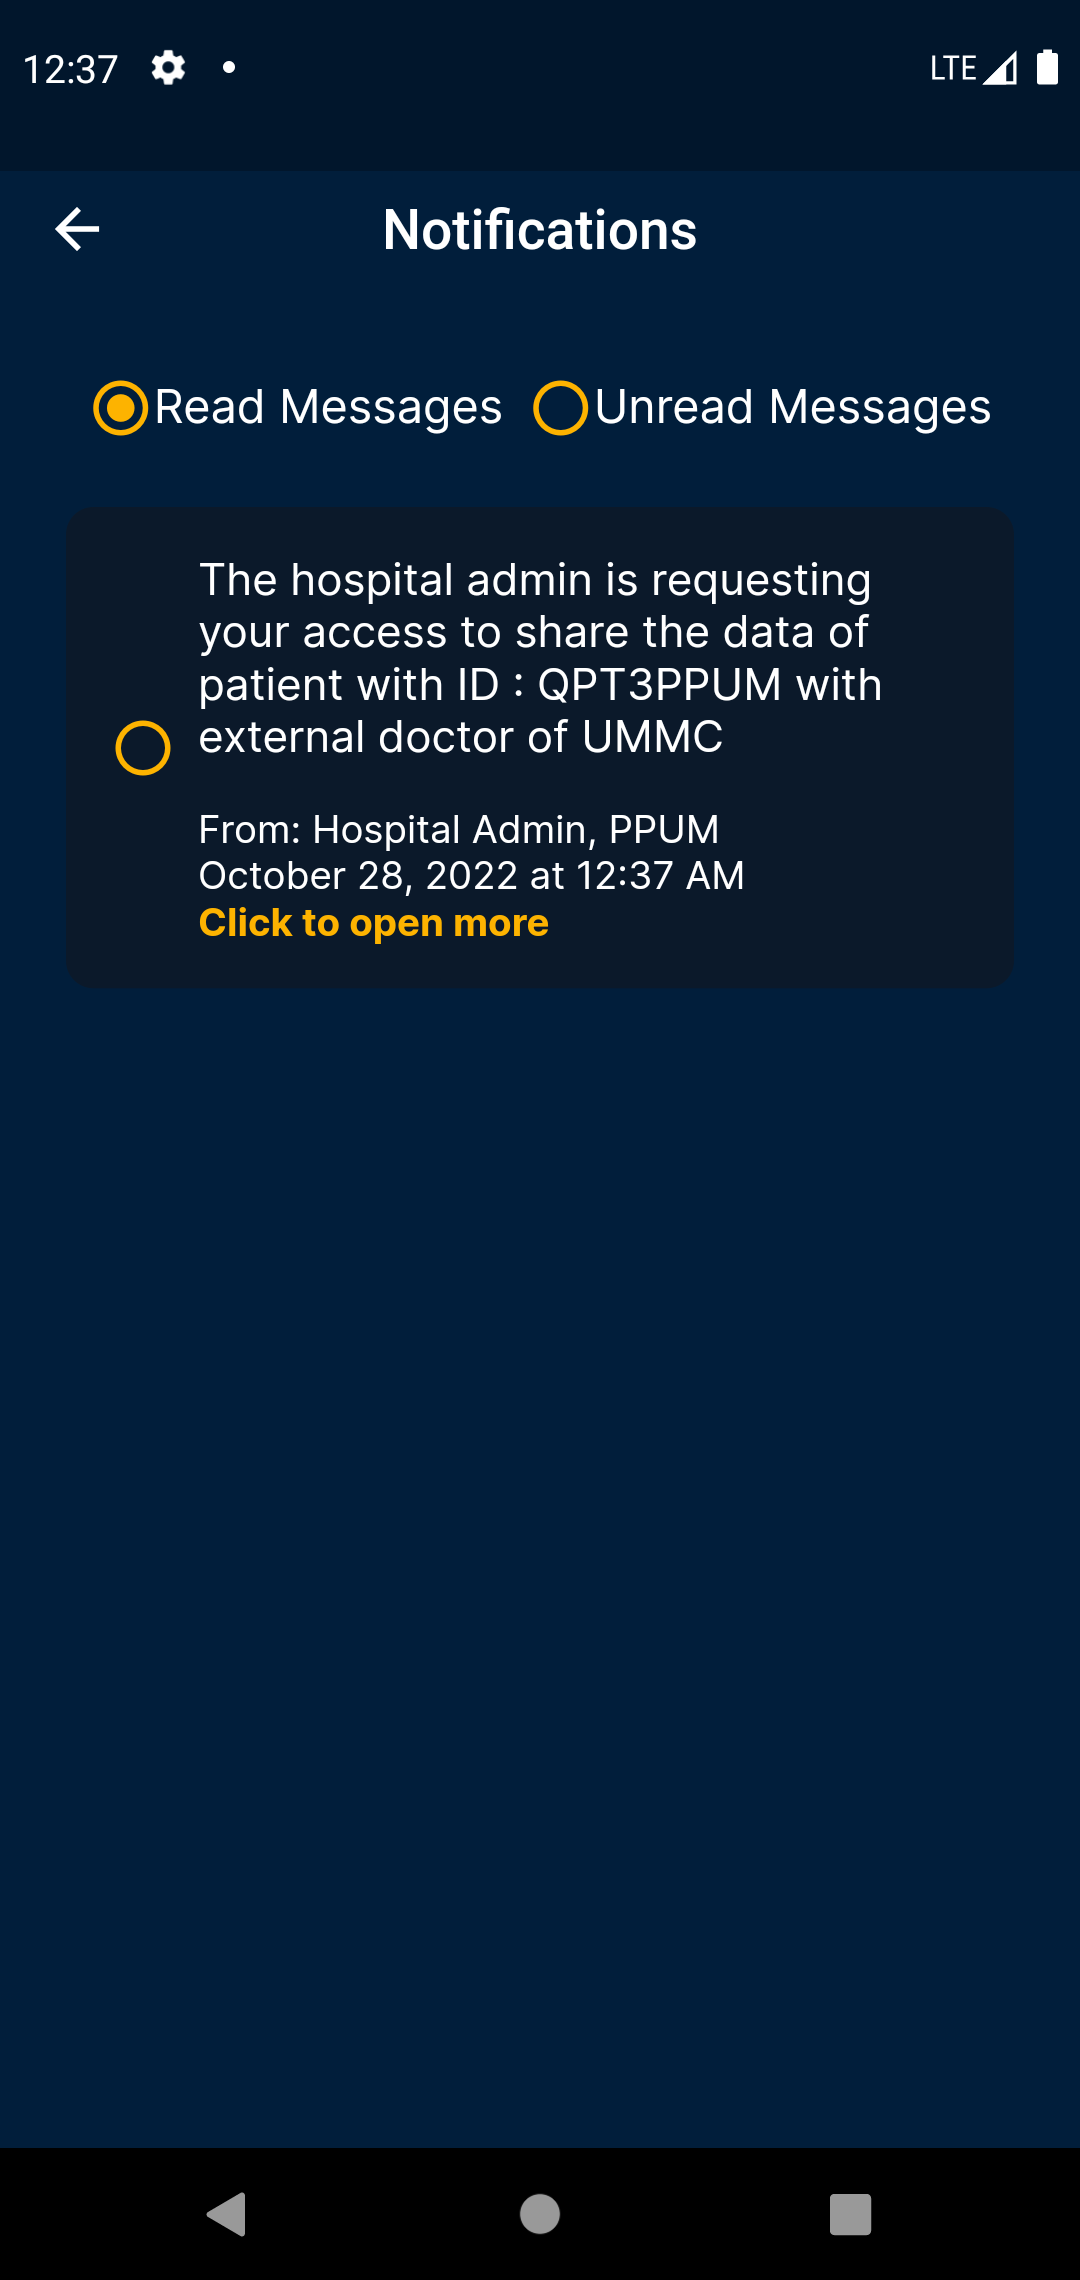 12:37
LTE
Notifications
Read Messages
Unread Messages
The hospital admin is requesting
your access to share the data of
patient with ID : QPT3PPUM with
external doctor of UMMC
From: Hospital Admin, PPUM
October 28, 2022 at 12:37 AM
Click to open more